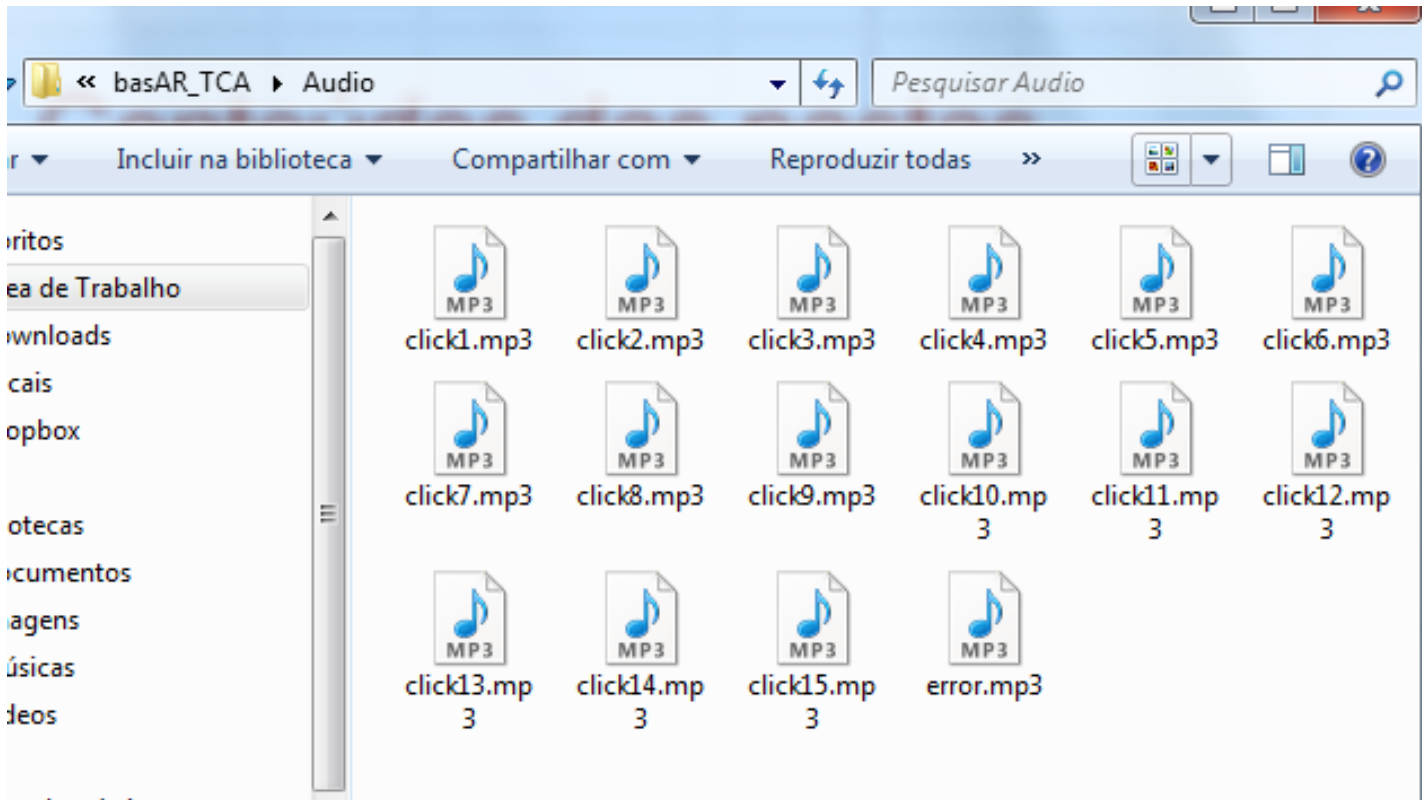 « basAR_TCA ▸ Audio Pesquisar Audio
Incluir na biblioteca Compartilhar com Reproduzir todas »
ea de Trabalho
MP3 MP3 MP3 MP3 MP3 MP3
click1.mp3 click2.mp3 click3.mp3 click4.mp3 click5.mp3 click6.mp3
MP3 MP3 MP3 MP3 MP3 MP3
click7.mp3 click8.mp3 click9.mp3 click10.mp click11.mp click12.mp
3 3 3
MP3 MP3 MP3 MP3
click13.mp click14.mp click15.mp error.mp3
3 3 3
oritos
wnloads
cais
opbox
otecas
ocumentos
agens
úsicas
deos